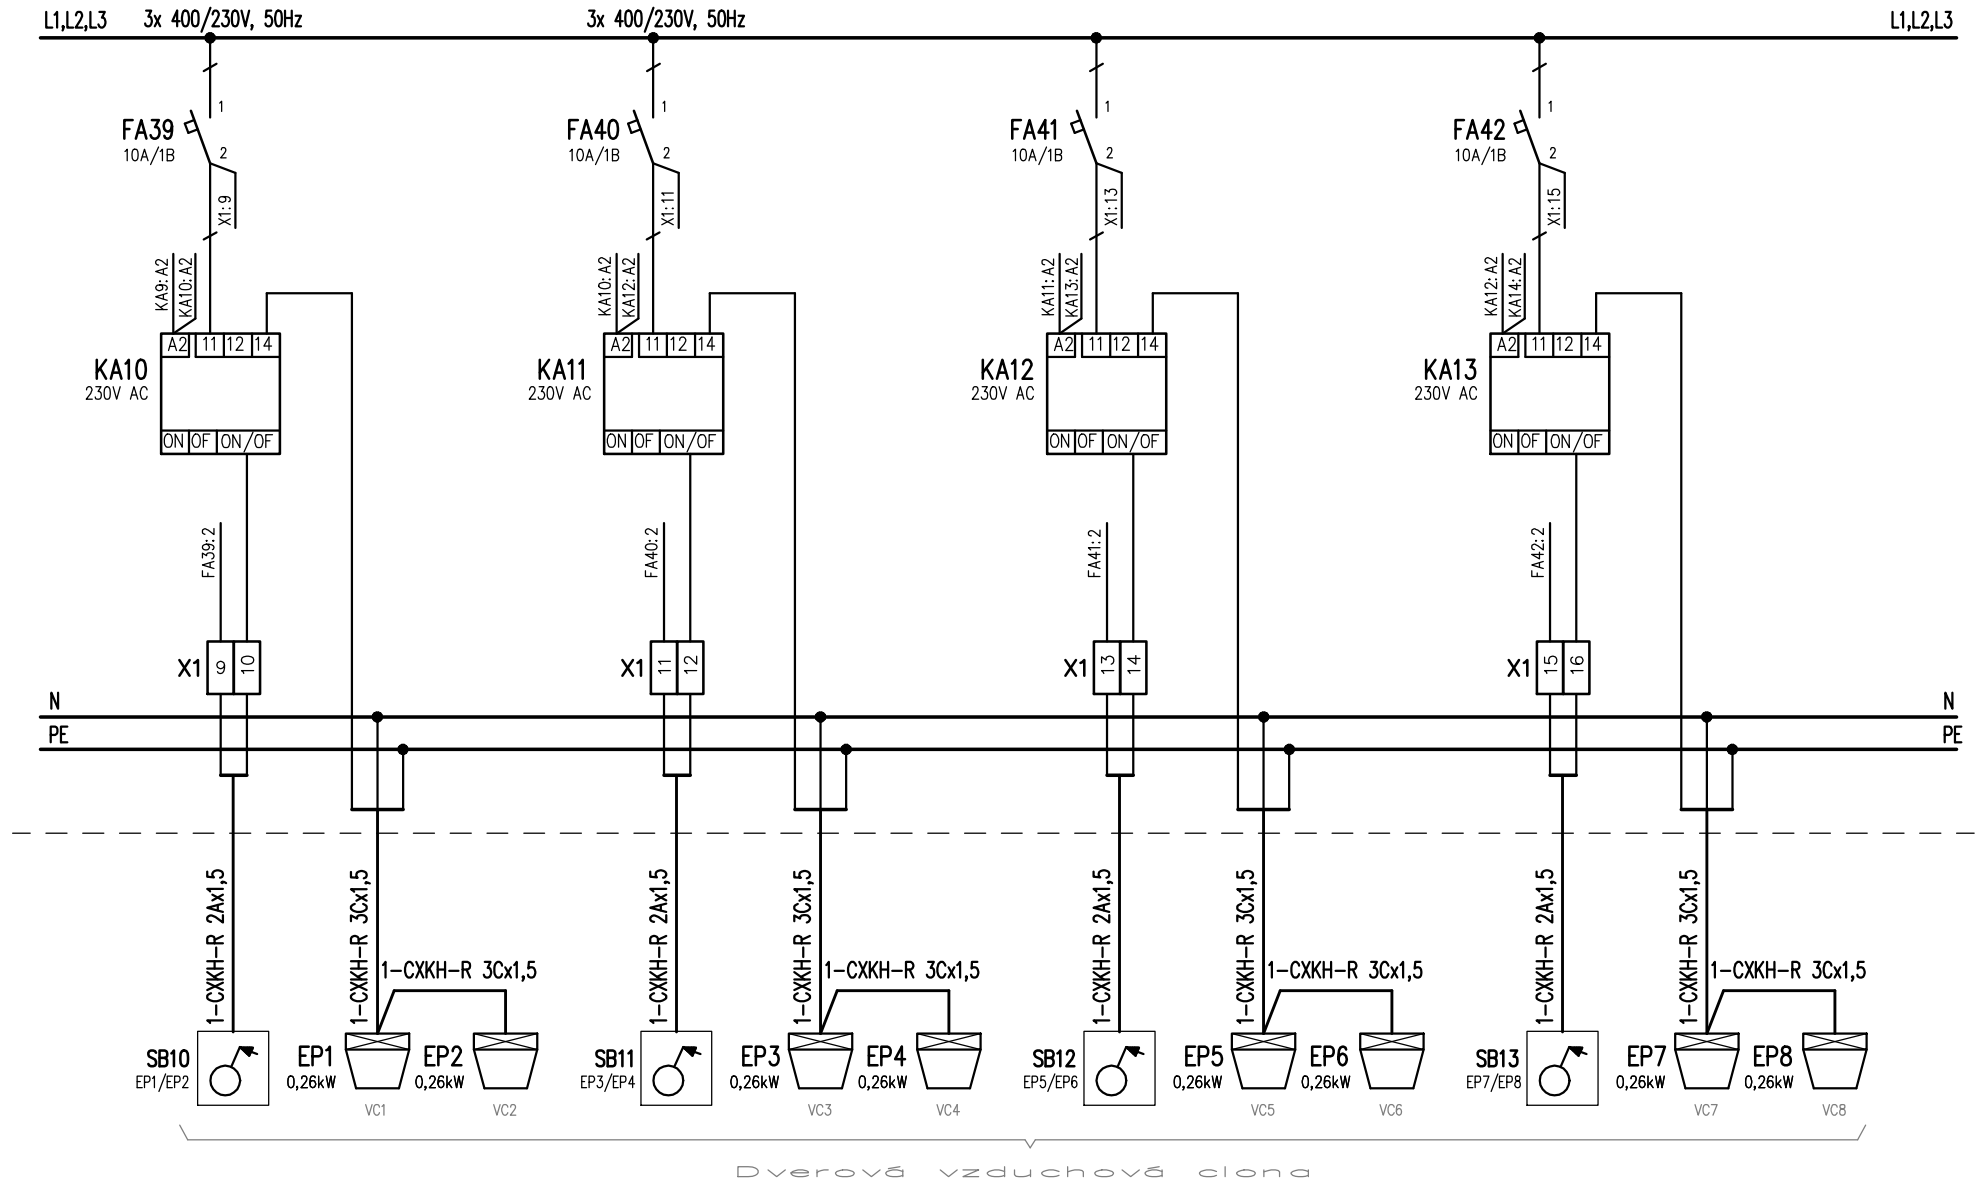 L1,L2,L3 3x 400/230V, 50Hz 3x 400/230V, 50Hz L1,L2,L3
1 1 1 1
FA39 FA40 FA41 FA42
10A/1B 10A/1B 10A/1B 10A/1B
2 2 2 2
X1:9 X1:11 X1:13 X1:15
KA9:A2 KA10:A2 KA10:A2 KA12:A2 KA11:A2 KA13:A2 KA12:A2 KA14:A2
A2 11 12 14 A2 11 12 14 A2 11 12 14 A2 11 12 14
KA10 KA11 KA12 KA13
230V AC 230V AC 230V AC 230V AC
ON OF ON/OF ON OF ON/OF ON OF ON/OF ON OF ON/OF
FA39:2 FA40:2 FA41:2 FA42:2
X1 9 10 X1 11 12 X1 13 14 X1 15 16
N N
PE PE
1-CXKH-R 2Ax1,5 1-CXKH-R 3Cx1,5 1-CXKH-R 2Ax1,5 1-CXKH-R 3Cx1,5 1-CXKH-R 2Ax1,5 1-CXKH-R 3Cx1,5 1-CXKH-R 2Ax1,5 1-CXKH-R 3Cx1,5
1-CXKH-R 3Cx1,5 1-CXKH-R 3Cx1,5 1-CXKH-R 3Cx1,5 1-CXKH-R 3Cx1,5
SB10 EP1 EP2 SB11 EP3 EP4 SB12 EP5 EP6 SB13 EP7 EP8
EP1/EP2 0,26kW 0,26kW EP3/EP4 0,26kW 0,26kW EP5/EP6 0,26kW 0,26kW EP7/EP8 0,26kW 0,26kW
VC1 VC2 VC3 VC4 VC5 VC6 VC7 VC8
Dverová vzduchová clona